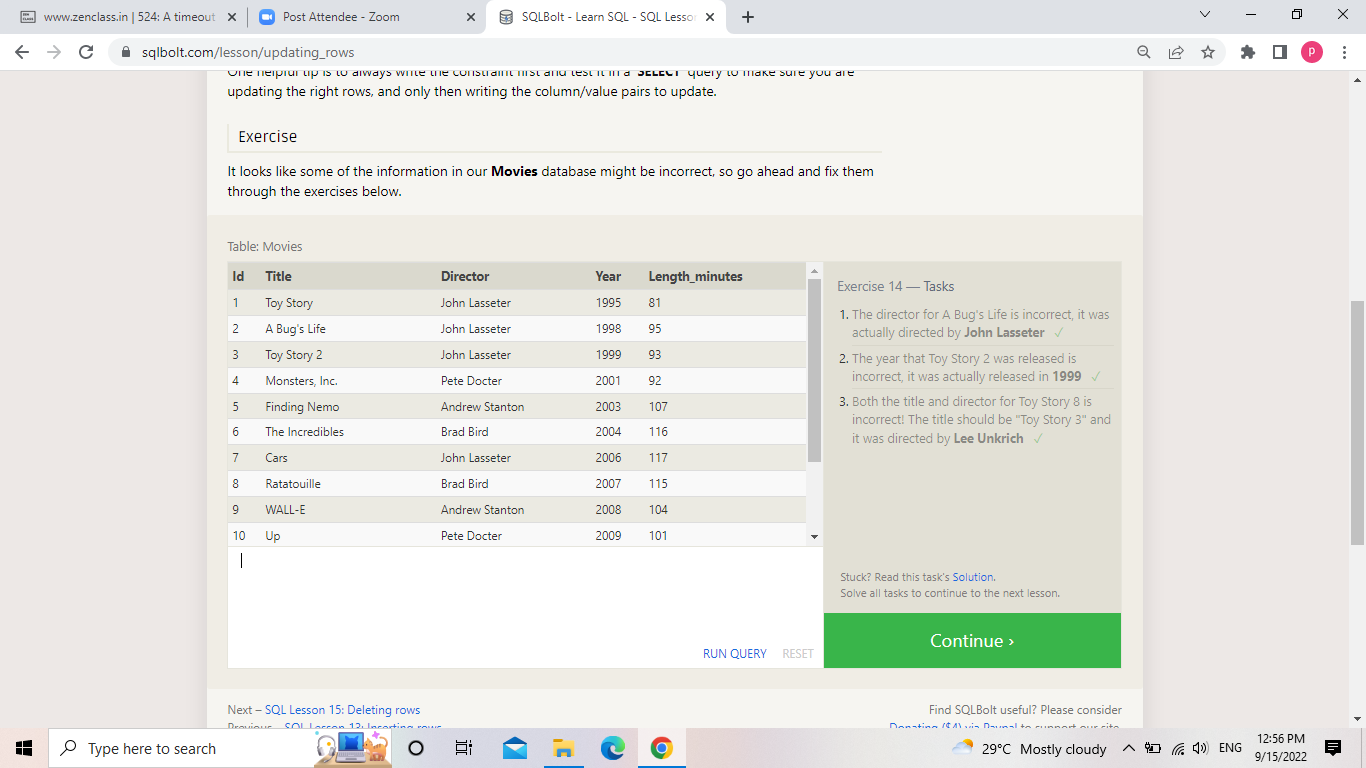 www.zenclass.in | 524: A timeout
Post Attendee - Zoom
SQLBolt - Learn SQL - SQL Lesso
sqlbolt.com/lesson/updating_rows
P
One helpful tip is to always write the constraint first and test it in a SELECT query to make sure you are
updating the right rows, and only then writing the column/value pairs to update.
Exercise
It looks like some of the information in our Movies database might be incorrect, so go ahead and fix them
through the exercises below.
Table: Movies
Id Title Director Year Length_minutes
1 Toy Story John Lasseter 1995 81
2 A Bug's Life John Lasseter 1998 95
3 Toy Story 2 John Lasseter 1999 93
4 Monsters, Inc. Pete Docter 2001 92
5 Finding Nemo Andrew Stanton 2003 107
6 The Incredibles Brad Bird 2004 116
7 Cars John Lasseter 2006 117
8 Ratatouille Brad Bird 2007 115
9 WALL-E Andrew Stanton 2008 104
10 Up Pete Docter 2009 101
RUN QUERY RESET
Exercise 14 — Tasks
1. The director for A Bug's Life is incorrect, it was
actually directed by John Lasseter ✓
2. The year that Toy Story 2 was released is
incorrect, it was actually released in 1999 ✓
3. Both the title and director for Toy Story 8 is
incorrect! The title should be "Toy Story 3" and
it was directed by Lee Unkrich ✓
Stuck? Read this task's Solution.
Solve all tasks to continue to the next lesson.
Continue ›
Next – SQL Lesson 15: Deleting rows
Previous – SQL Lesson 13: Inserting rows
Find SQLBolt useful? Please consider
Donating ($4) via Paypal to support our site.
Type here to search
29°C Mostly cloudy
ENG
12:56 PM
9/15/2022